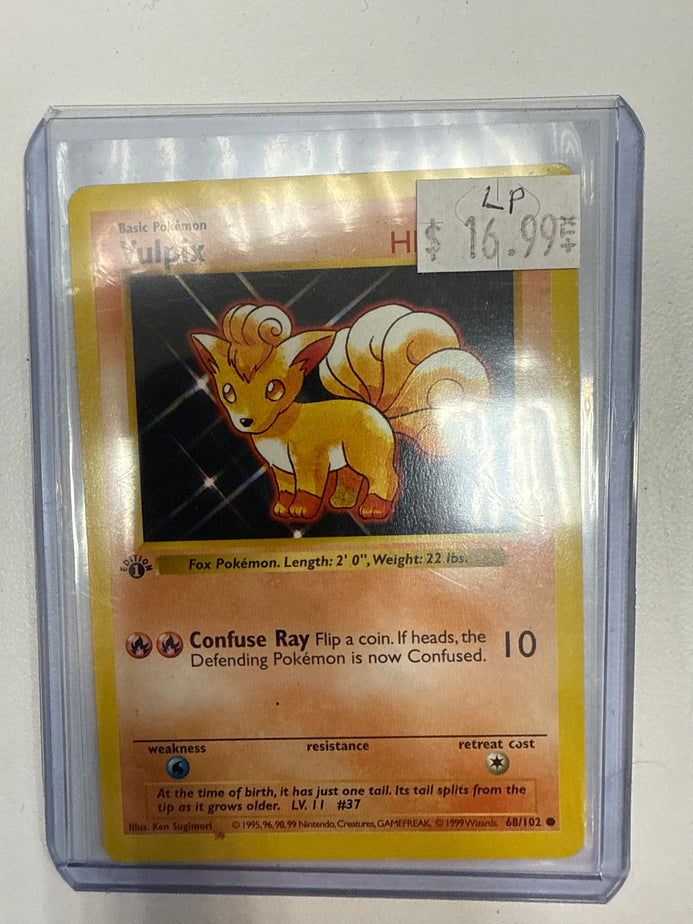 LP
$ 16.99
Basic Pokémon
Vulpix
EDITION
1
Fox Pokémon. Length: 2' 0", Weight: 22 lbs.
Confuse Ray Flip a coin. If heads, the 10
Defending Pokémon is now Confused.
weakness resistance retreat cost
At the time of birth, it has just one tail. Its tail splits from the
tip as it grows older. LV. 11 #37
Illus. Ken Sugimori © 1995, 96, 98, 99 Nintendo, Creatures, GAMEFREAK. © 1999 Wizards. 68/102